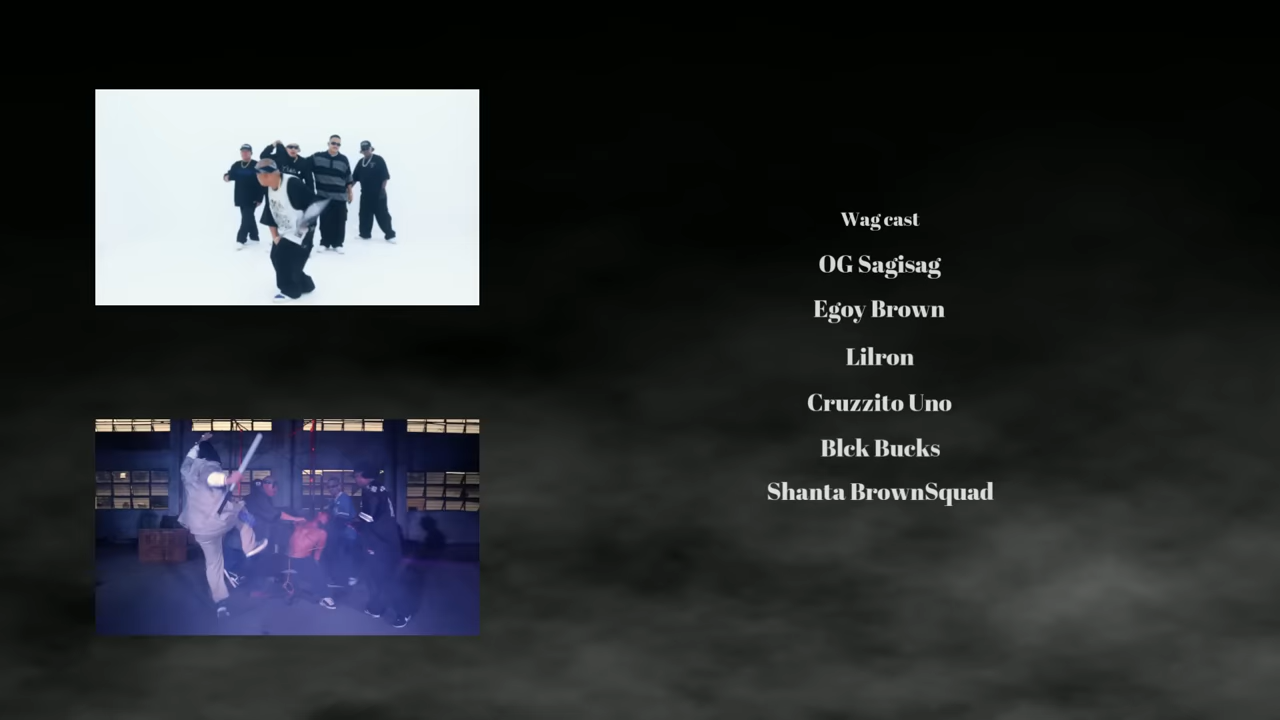 Wag cast
OG Sagisag
Egoy Brown
Lilron
Cruzzito Uno
Blck Bucks
Shanta BrownSquad